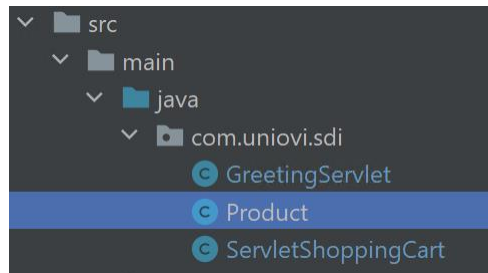 src
main
java
com.uniovi.sdi
GreetingServlet
Product
ServletShoppingCart